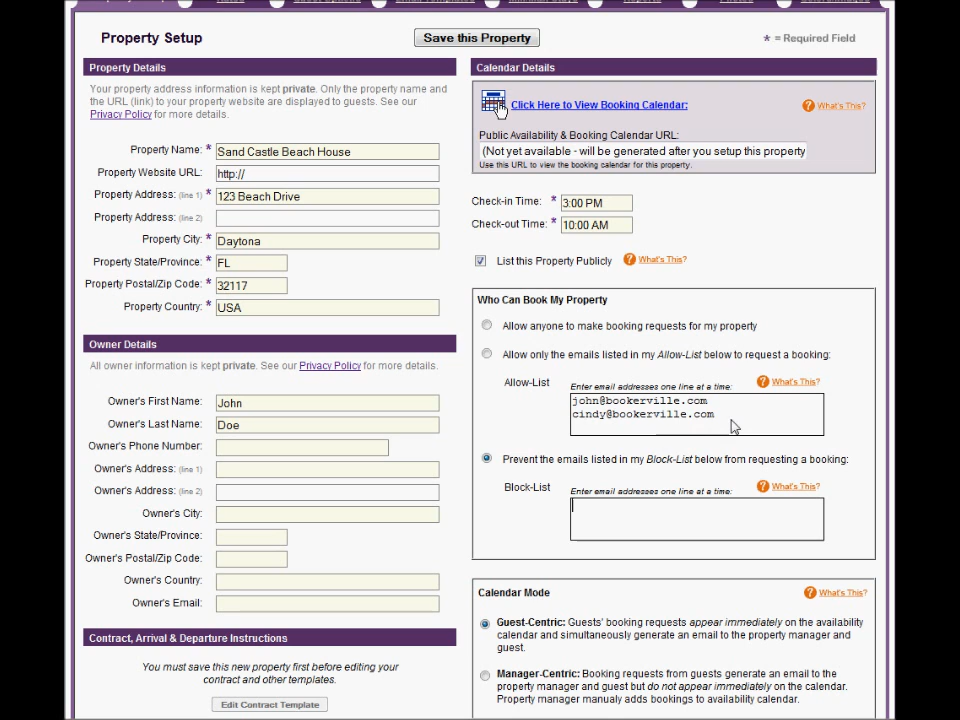 Property Setup
Save this Property
* = Required Field
Property Details
Your property address information is kept private. Only the property name and
the URL (link) to your property website are displayed to guests. See our
Privacy Policy for more details.
Property Name: * Sand Castle Beach House
Property Website URL: http://
Property Address: (line 1) * 123 Beach Drive
Property Address: (line 2)
Property City: * Daytona
Property State/Province: * FL
Property Postal/Zip Code: * 32117
Property Country: * USA
Owner Details
All owner information is kept private. See our Privacy Policy for more details.
Owner's First Name: John
Owner's Last Name: Doe
Owner's Phone Number:
Owner's Address: (line 1)
Owner's Address: (line 2)
Owner's City:
Owner's State/Province:
Owner's Postal/Zip Code:
Owner's Country:
Owner's Email:
Contract, Arrival & Departure Instructions
You must save this new property first before editing your
contract and other templates.
Edit Contract Template
Calendar Details
Click Here to View Booking Calendar:
? What's This?
Public Availability & Booking Calendar URL:
(Not yet available - will be generated after you setup this property
Use this URL to view the booking calendar for this property.
Check-in Time: * 3:00 PM
Check-out Time: * 10:00 AM
List this Property Publicly ? What's This?
Who Can Book My Property
Allow anyone to make booking requests for my property
Allow only the emails listed in my Allow-List below to request a booking:
Allow-List
Enter email addresses one line at a time: ? What's This?
john@bookerville.com
cindy@bookerville.com
Prevent the emails listed in my Block-List below from requesting a booking:
Block-List
Enter email addresses one line at a time: ? What's This?
Calendar Mode
? What's This?
Guest-Centric: Guests' booking requests appear immediately on the availability
calendar and simultaneously generate an email to the property manager and
guest.
Manager-Centric: Booking requests from guests generate an email to the
property manager and guest but do not appear immediately on the calendar.
Property manager manualy adds bookings to availability calendar.